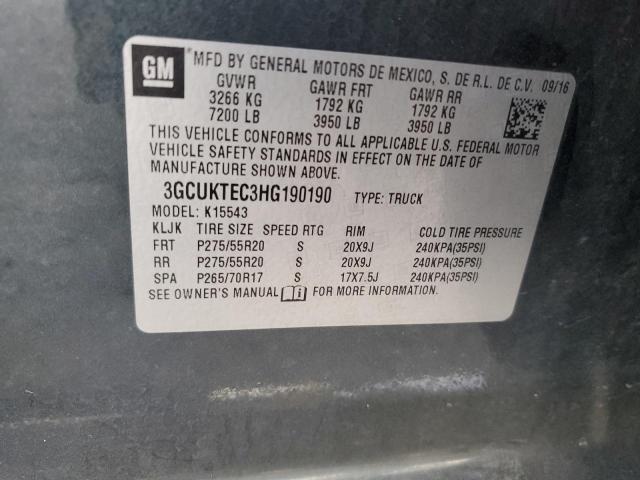 GM
*MFD BY GENERAL MOTORS DE MEXICO, S. DE R.L. DE C.V. 09/16
GVWR GAWR FRT GAWR RR
3266 KG 1792 KG 1792 KG
7200 LB 3950 LB 3950 LB
THIS VEHICLE CONFORMS TO ALL APPLICABLE U.S. FEDERAL MOTOR
VEHICLE SAFETY STANDARDS IN EFFECT ON THE DATE OF
MANUFACTURE SHOWN ABOVE.
3GCUKTEC3HG190190 TYPE: TRUCK
MODEL: K15543
KLJK TIRE SIZE SPEED RTG RIM COLD TIRE PRESSURE
FRT P275/55R20 S 20X9J 240KPA(35PSI)
RR P275/55R20 S 20X9J 240KPA(35PSI)
SPA P265/70R17 S 17X7.5J 240KPA(35PSI)
SEE OWNER'S MANUAL FOR MORE INFORMATION.